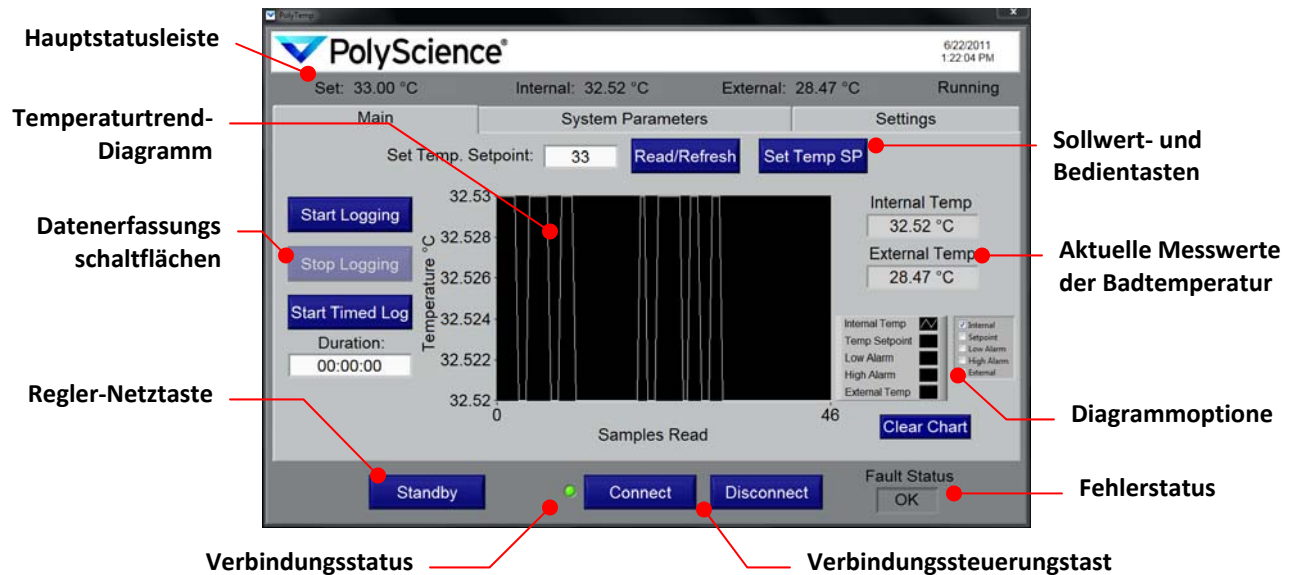 PolyTemp
x
Hauptstatusleiste
PolyScience®
6/22/2011
1:22:04 PM
Set: 33.00 °C
Internal: 32.52 °C
External: 28.47 °C
Running
Main
System Parameters
Settings
Temperaturtrend-
Diagramm
Set Temp. Setpoint:
33
Read/Refresh
Set Temp SP
Sollwert- und
Bedientasten
Datenerfassungs
schaltflächen
Start Logging
Stop Logging
Start Timed Log
Duration:
00:00:00
Temperature °C
32.53
32.528
32.526
32.524
32.522
32.52
0
46
Samples Read
Internal Temp
32.52 °C
External Temp
28.47 °C
Aktuelle Messwerte
der Badtemperatur
Internal Temp
Temp Setpoint
Low Alarm
High Alarm
External Temp
Internal
Setpoint
Low Alarm
High Alarm
External
Clear Chart
Diagrammoptione
Regler-Netztaste
Standby
Connect
Disconnect
Fault Status
OK
Fehlerstatus
Verbindungsstatus
Verbindungssteuerungstast